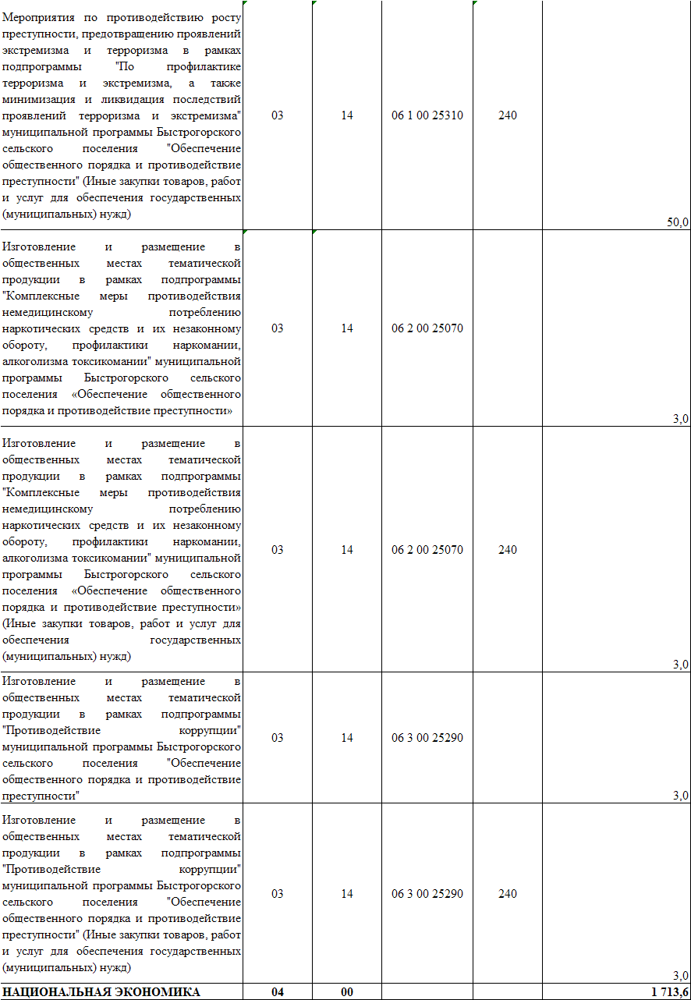 Мероприятия по противодействию росту
преступности, предотвращению проявлений
экстремизма и терроризма в рамках
подпрограммы "По профилактике
терроризма и экстремизма, а также
минимизация и ликвидация последствий
проявлений терроризма и экстремизма"
муниципальной программы Быстрогорского
сельского поселения "Обеспечение
общественного порядка и противодействие
преступности" (Иные закупки товаров, работ
и услуг для обеспечения государственных
(муниципальных) нужд)
03 14 06 1 00 25310 240 50,0
Изготовление и размещение в
общественных местах тематической
продукции в рамках подпрограммы
"Комплексные меры противодействия
немедицинскому потреблению
наркотических средств и их незаконному
обороту, профилактики наркомании,
алкоголизма токсикомании" муниципальной
программы Быстрогорского сельского
поселения «Обеспечение общественного
порядка и противодействие преступности»
03 14 06 2 00 25070 3,0
Изготовление и размещение в
общественных местах тематической
продукции в рамках подпрограммы
"Комплексные меры противодействия
немедицинскому потреблению
наркотических средств и их незаконному
обороту, профилактики наркомании,
алкоголизма токсикомании" муниципальной
программы Быстрогорского сельского
поселения «Обеспечение общественного
порядка и противодействие преступности»
(Иные закупки товаров, работ и услуг для
обеспечения государственных
(муниципальных) нужд)
03 14 06 2 00 25070 240 3,0
Изготовление и размещение в
общественных местах тематической
продукции в рамках подпрограммы
"Противодействие коррупции"
муниципальной программы Быстрогорского
сельского поселения "Обеспечение
общественного порядка и противодействие
преступности"
03 14 06 3 00 25290 3,0
Изготовление и размещение в
общественных местах тематической
продукции в рамках подпрограммы
"Противодействие коррупции"
муниципальной программы Быстрогорского
сельского поселения "Обеспечение
общественного порядка и противодействие
преступности" (Иные закупки товаров, работ
и услуг для обеспечения государственных
(муниципальных) нужд)
03 14 06 3 00 25290 240 3,0
НАЦИОНАЛЬНАЯ ЭКОНОМИКА 04 00 1 713,6